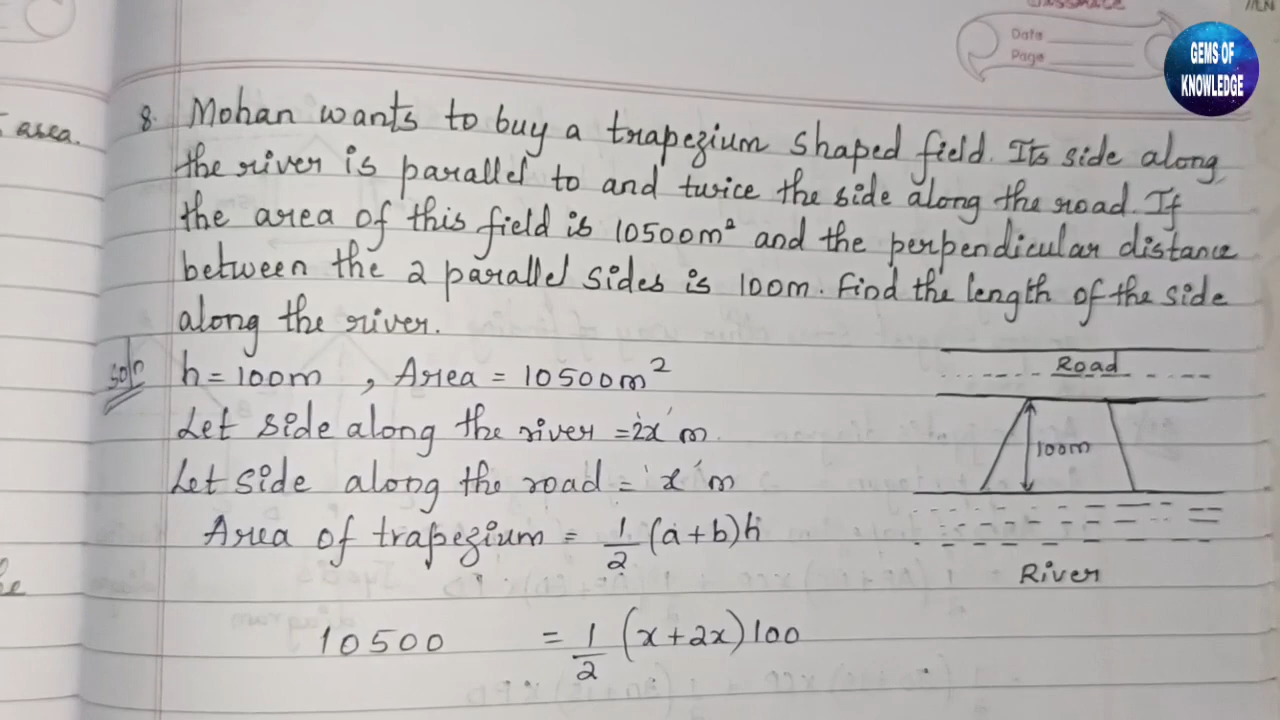 CLASSMATE
Date
Page
GEMS OF
KNOWLEDGE
area.
8. Mohan wants to buy a trapezium shaped field. Its side along
the river is parallel to and twice the side along the road. If
the area of this field is 10500m² and the perpendicular distance
between the 2 parallel sides is 100m. Find the length of the side
along the river.
Soln h = 100m , Area = 10500m²
Let side along the river = '2x' m.
Let side along the road = 'x' m
Area of trapezium = 1/2 (a+b)h
10500 = 1/2 (x+2x)100
Road
100m
River